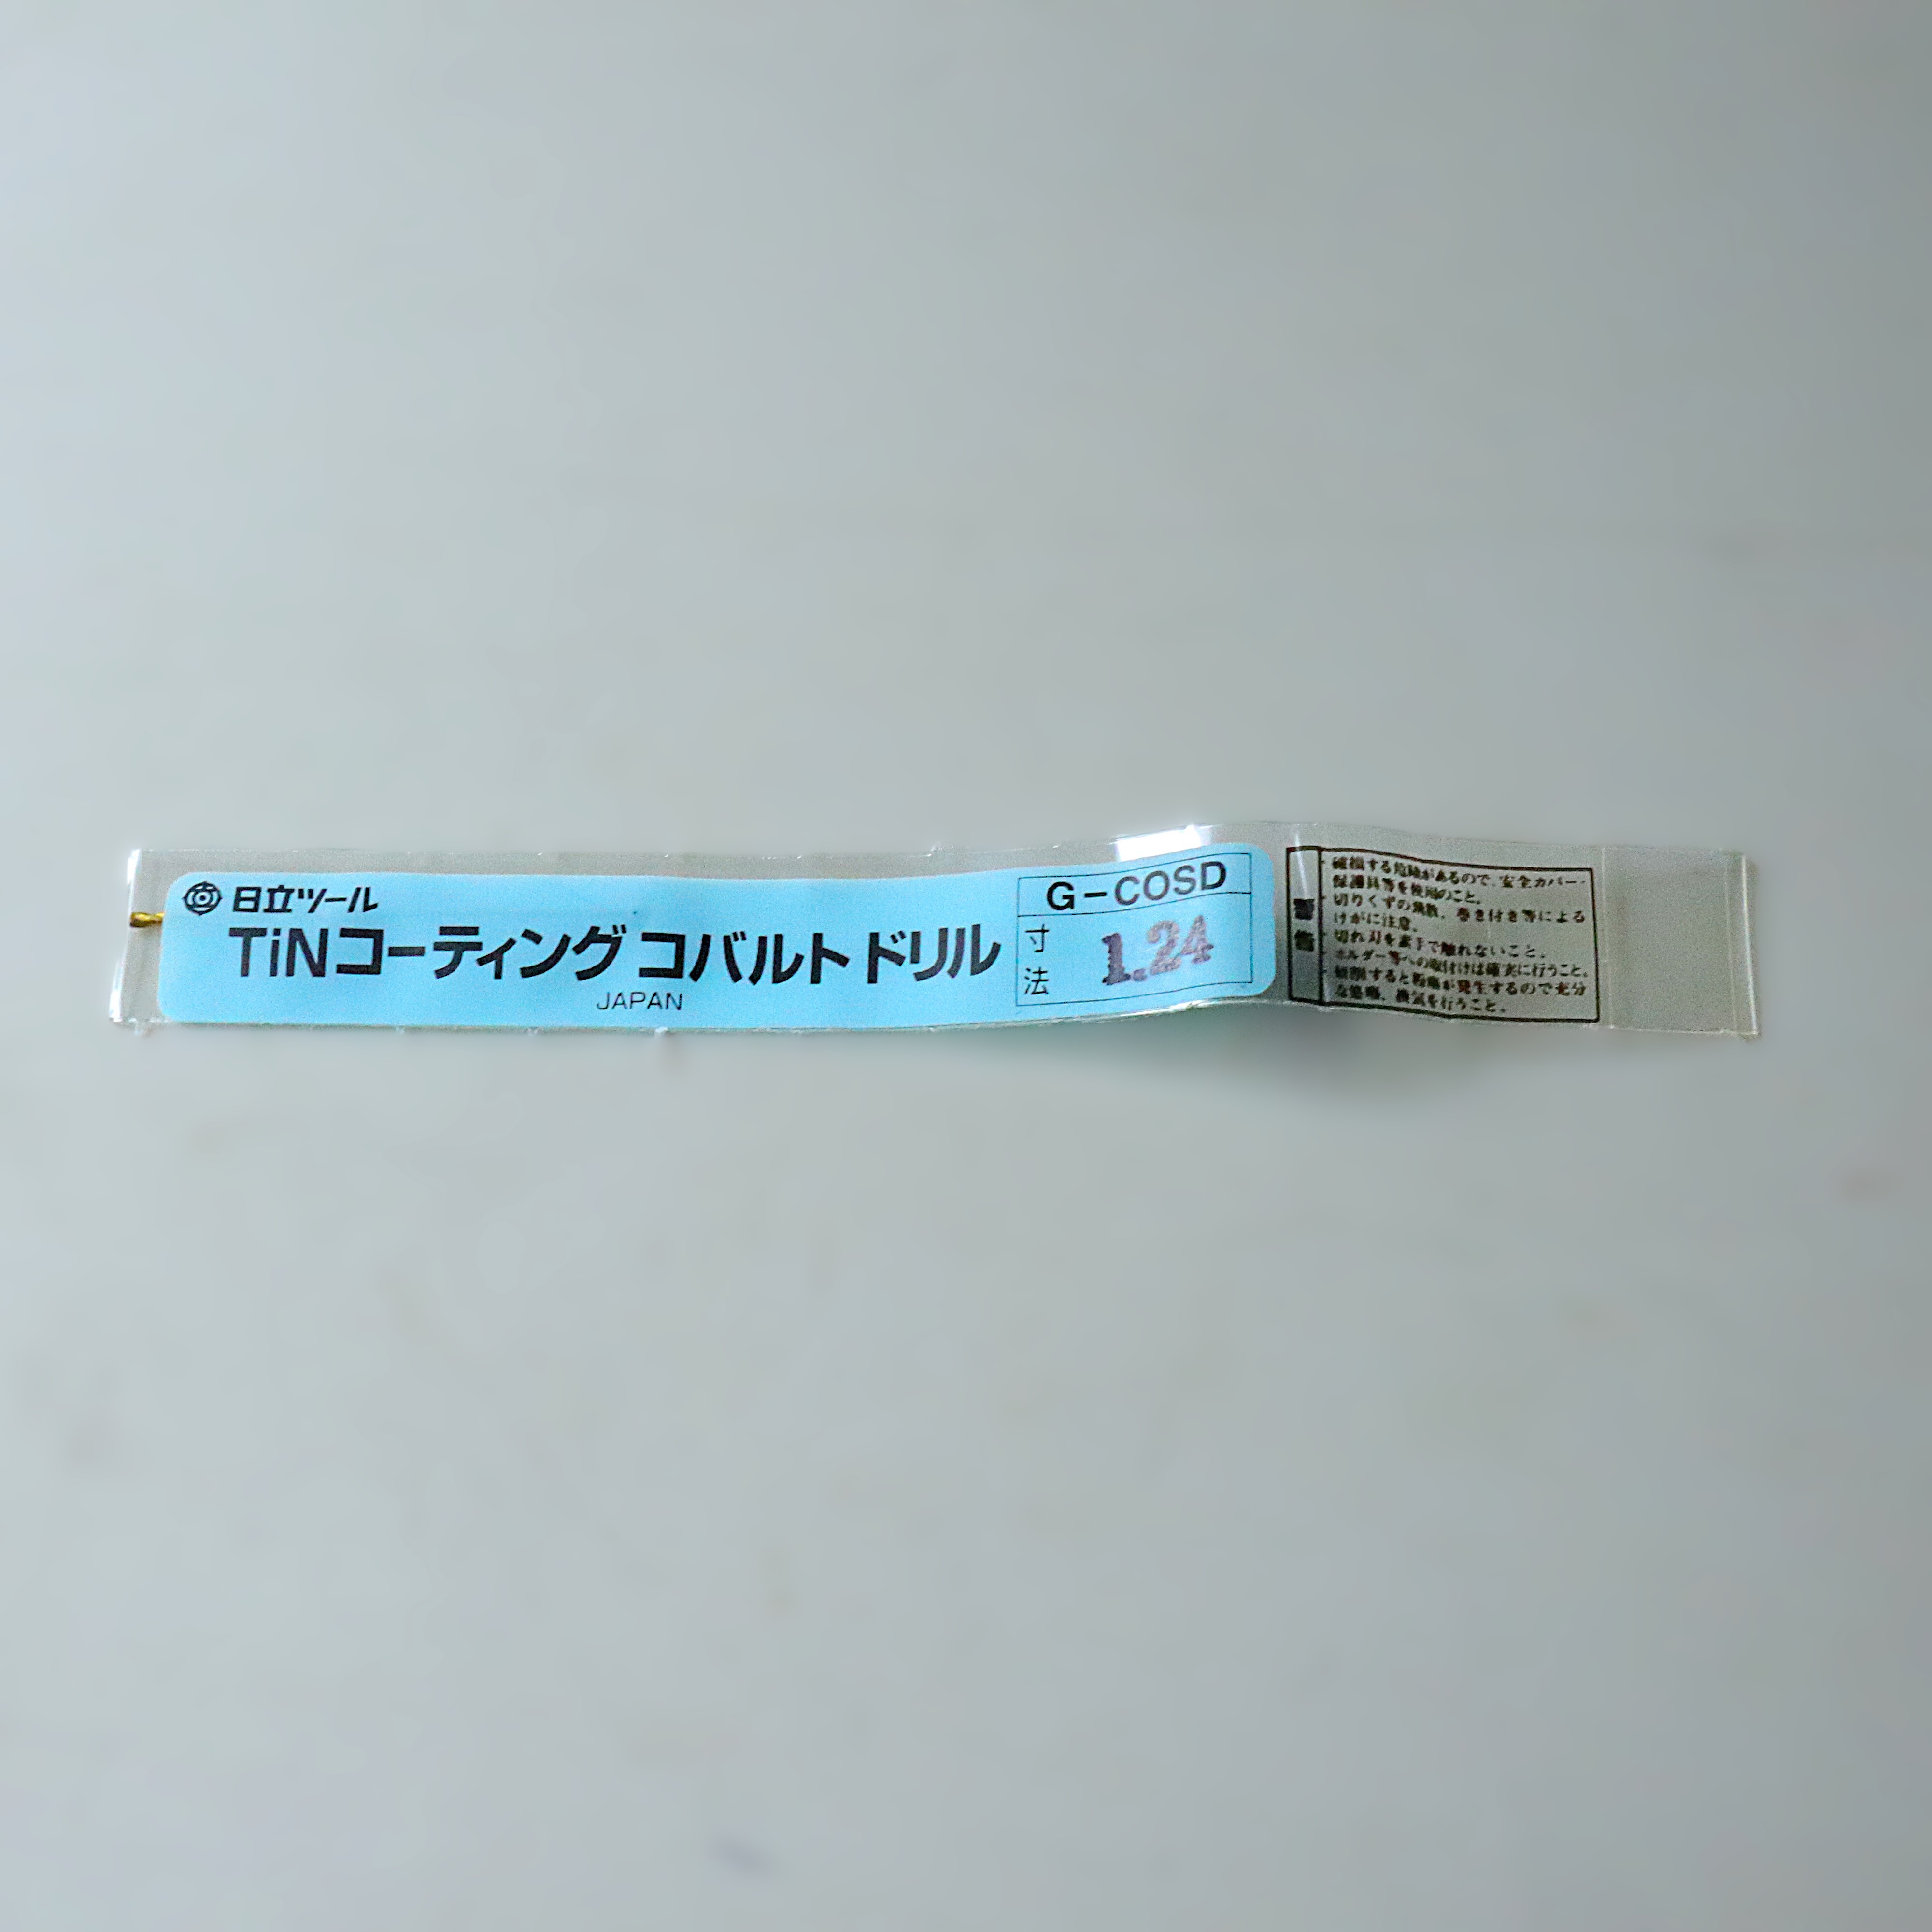 日立ツール
TiNコーティング コバルト ドリル
JAPAN
G-COSD
寸法
1.24
警告
・破損する危険があるので、安全カバー・
保護具等を使用のこと。
・切りくずの飛散、巻き付き等による
けがに注意。
・切れ刃を素手で触れないこと。
・ホルダー等への取付けは確実に行うこと。
・切削すると粉塵が発生するので充分
な処理、換気を行うこと。